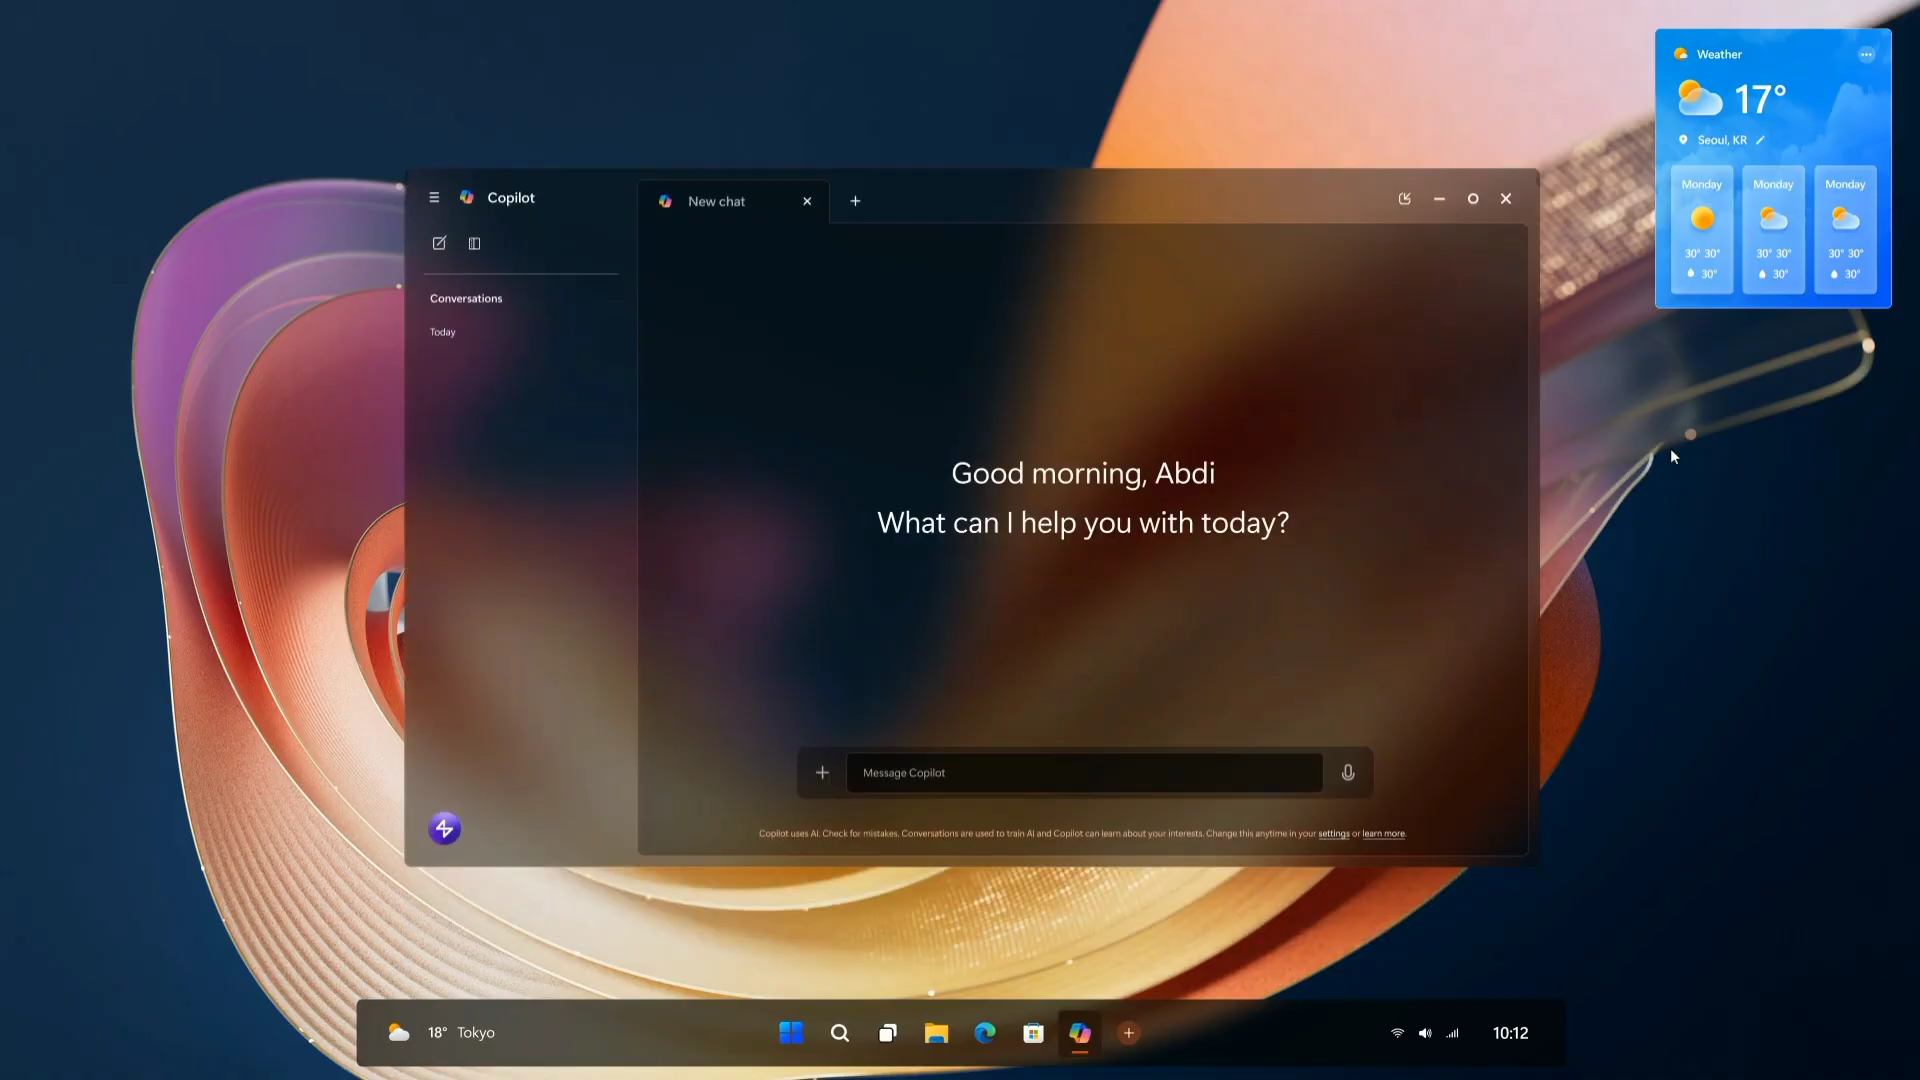 Weather
17°
Seoul, KR
Monday Monday Monday
30° 30° 30° 30° 30° 30°
30° 30° 30°
Copilot
New chat
Conversations
Today
Good morning, Abdi
What can I help you with today?
Message Copilot
Copilot uses AI. Check for mistakes. Conversations are used to train AI and Copilot can learn about your interests. Change this anytime in your settings or learn more.
18° Tokyo
10:12